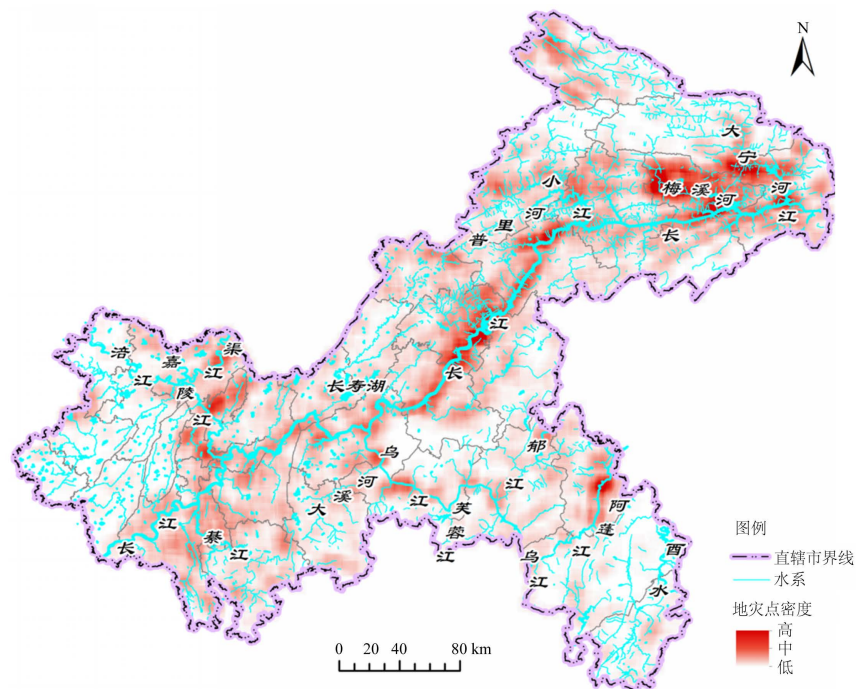 N
大宁河
梅溪河
小江
普里河
长江
长江
涪江
嘉陵江
渠江
长寿湖
乌江
大溪河
芙蓉江
郁江
阿蓬江
乌江
酉水
长江
綦江
图例
直辖市界线
水系
地灾点密度
高
中
低
0 20 40 80 km